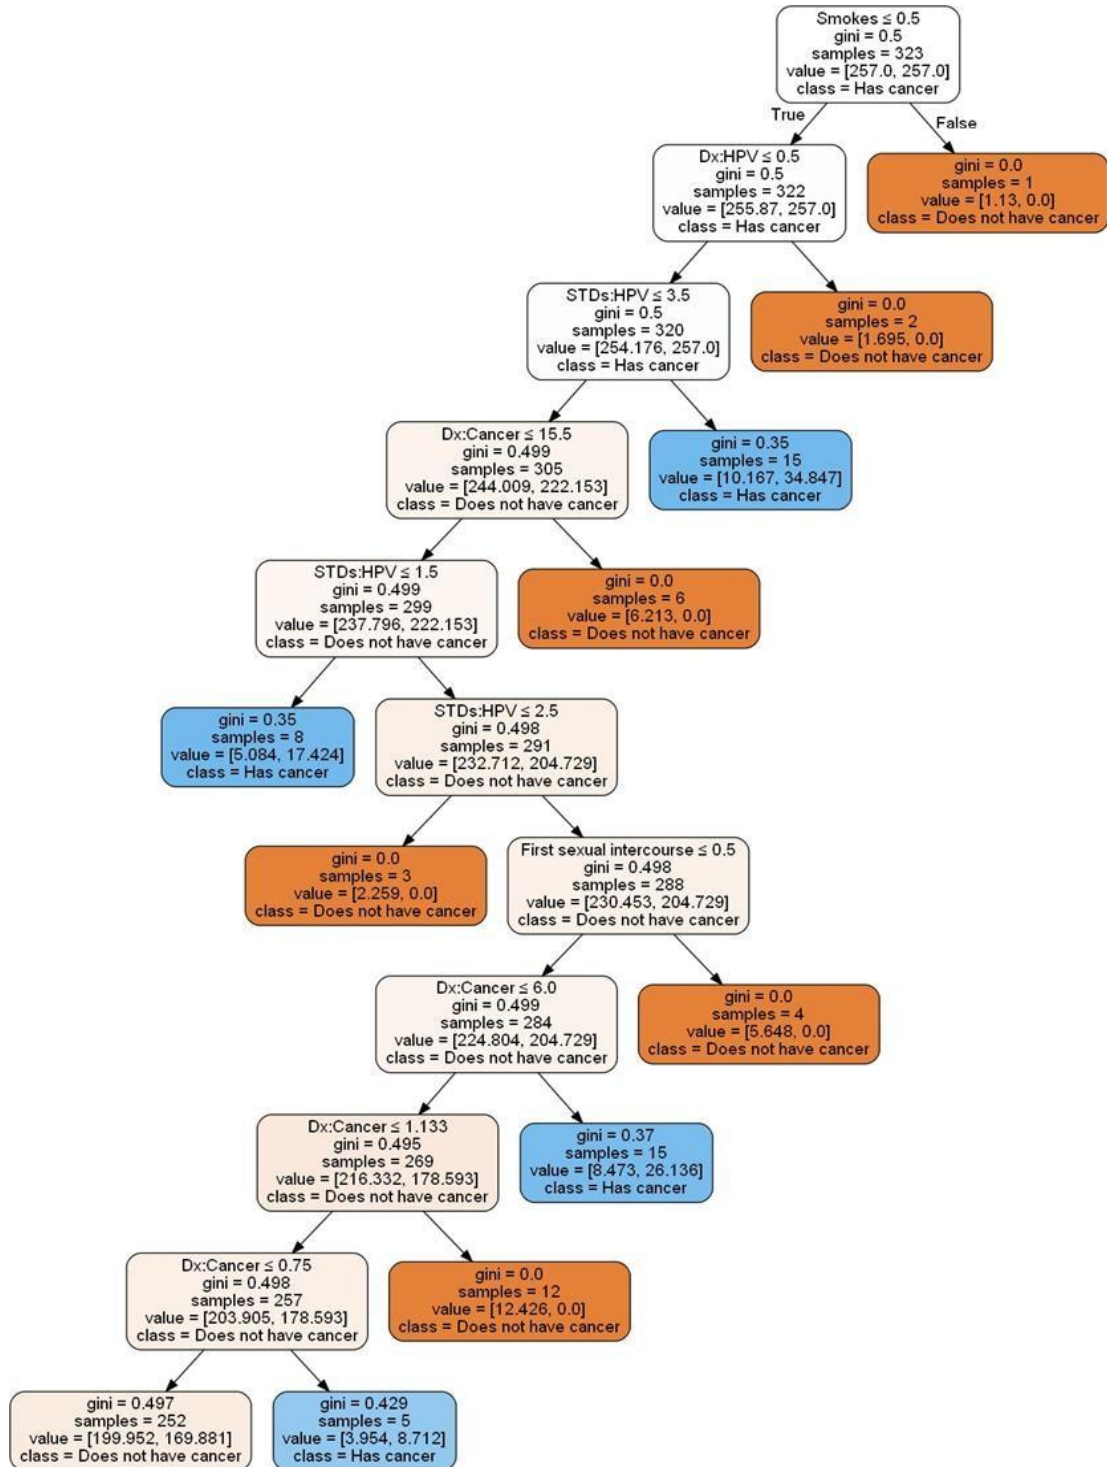 Smokes ≤ 0.5
gini = 0.5
samples = 323
value = [257.0, 257.0]
class = Has cancer
True
False
Dx:HPV ≤ 0.5
gini = 0.5
samples = 322
value = [255.87, 257.0]
class = Has cancer
gini = 0.0
samples = 1
value = [1.13, 0.0]
class = Does not have cancer
STDs:HPV ≤ 3.5
gini = 0.5
samples = 320
value = [254.176, 257.0]
class = Has cancer
gini = 0.0
samples = 2
value = [1.695, 0.0]
class = Does not have cancer
Dx:Cancer ≤ 15.5
gini = 0.499
samples = 305
value = [244.009, 222.153]
class = Does not have cancer
gini = 0.35
samples = 15
value = [10.167, 34.847]
class = Has cancer
STDs:HPV ≤ 1.5
gini = 0.499
samples = 299
value = [237.796, 222.153]
class = Does not have cancer
gini = 0.0
samples = 6
value = [6.213, 0.0]
class = Does not have cancer
gini = 0.35
samples = 8
value = [5.084, 17.424]
class = Has cancer
STDs:HPV ≤ 2.5
gini = 0.498
samples = 291
value = [232.712, 204.729]
class = Does not have cancer
gini = 0.0
samples = 3
value = [2.259, 0.0]
class = Does not have cancer
First sexual intercourse ≤ 0.5
gini = 0.498
samples = 288
value = [230.453, 204.729]
class = Does not have cancer
Dx:Cancer ≤ 6.0
gini = 0.499
samples = 284
value = [224.804, 204.729]
class = Does not have cancer
gini = 0.0
samples = 4
value = [5.648, 0.0]
class = Does not have cancer
Dx:Cancer ≤ 1.133
gini = 0.495
samples = 269
value = [216.332, 178.593]
class = Does not have cancer
gini = 0.37
samples = 15
value = [8.473, 26.136]
class = Has cancer
Dx:Cancer ≤ 0.75
gini = 0.498
samples = 257
value = [203.905, 178.593]
class = Does not have cancer
gini = 0.0
samples = 12
value = [12.426, 0.0]
class = Does not have cancer
gini = 0.497
samples = 252
value = [199.952, 169.881]
class = Does not have cancer
gini = 0.429
samples = 5
value = [3.954, 8.712]
class = Has cancer